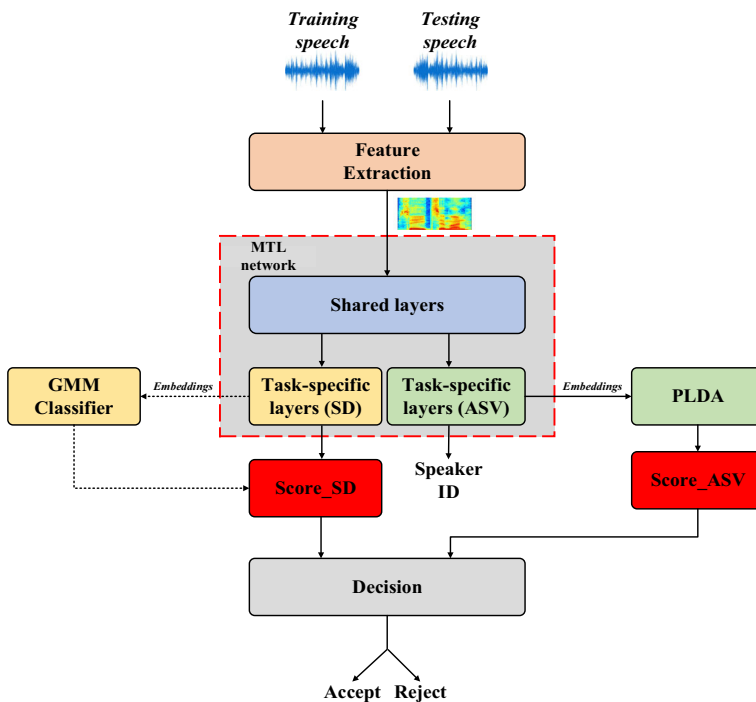 Training
speech
Testing
speech
Feature
Extraction
MTL
network
Shared layers
GMM
Classifier
Embeddings
Task-specific
layers (SD)
Task-specific
layers (ASV)
Embeddings
PLDA
Score_SD
Speaker
ID
Score_ASV
Decision
Accept
Reject